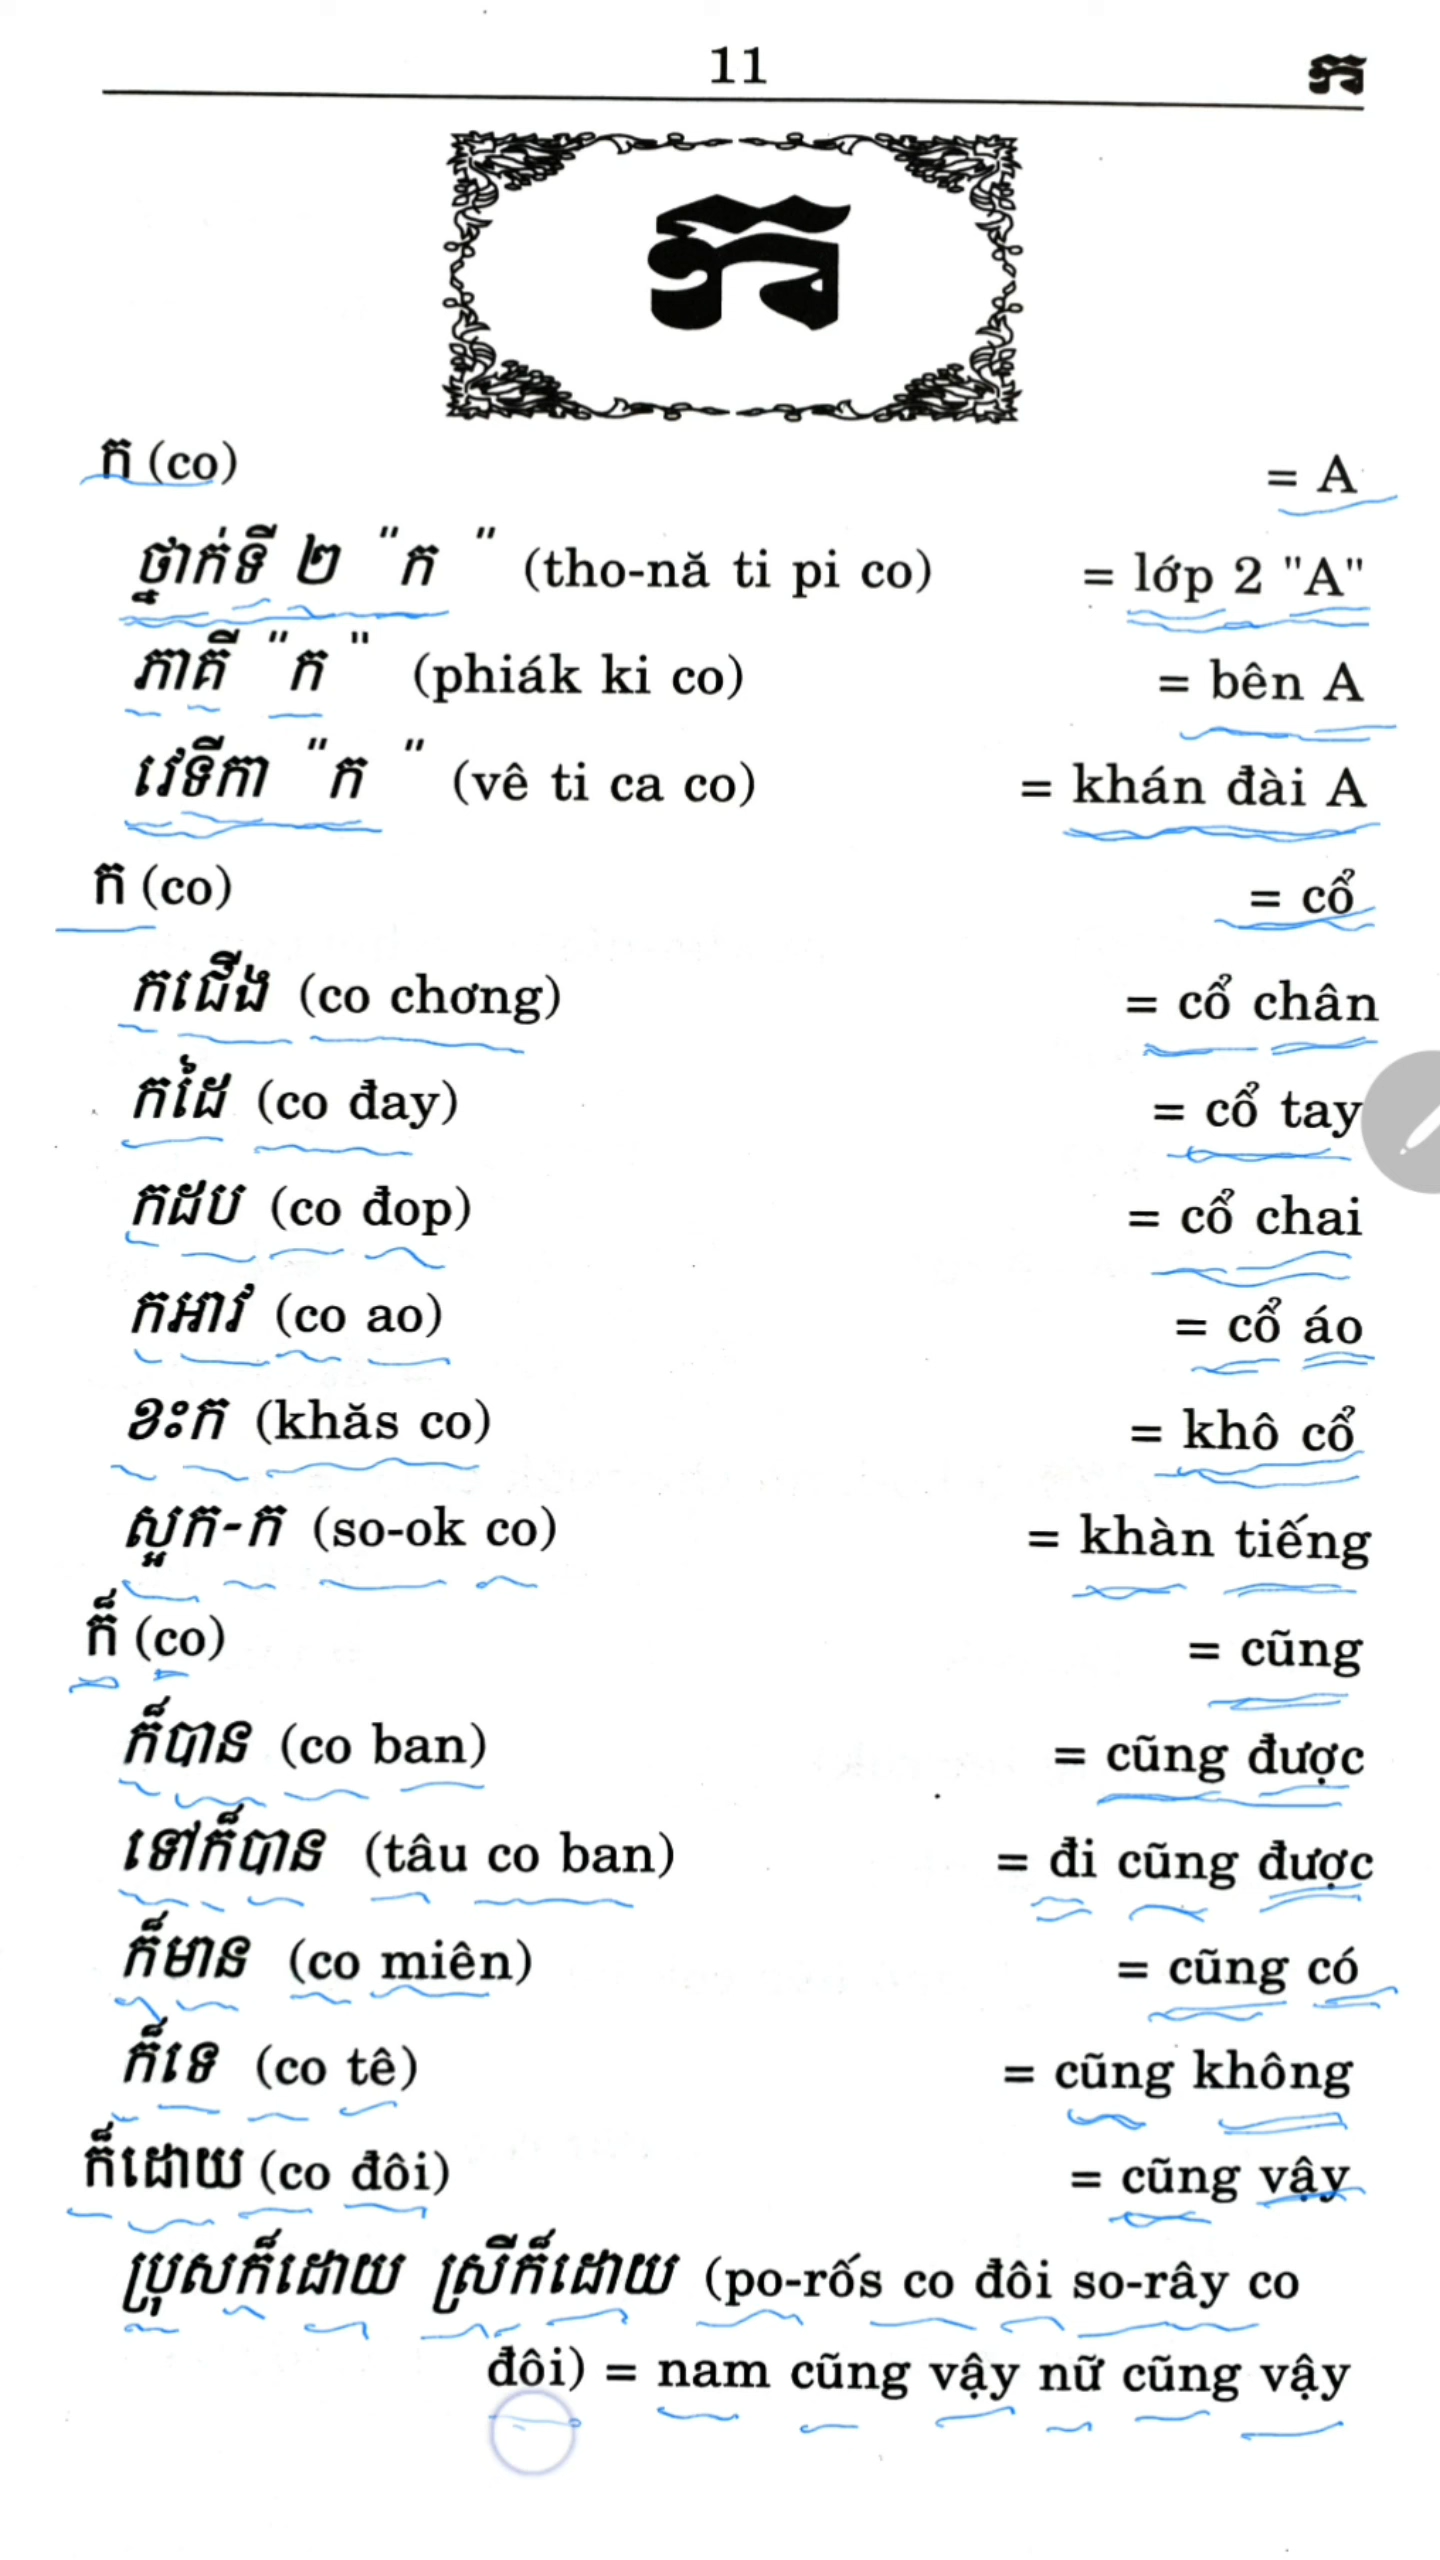 11 ក
ក
ក (co) = A
ថ្នាក់ទី ២ "ក" (tho-nă ti pi co) = lớp 2 "A"
ភាគី "ក" (phiák ki co) = bên A
វេទីកា "ក" (vê ti ca co) = khán đài A
ក (co) = cổ
កជើង (co chơng) = cổ chân
កដៃ (co đay) = cổ tay
កដប (co đop) = cổ chai
កអាវ (co ao) = cổ áo
ខះក (khăs co) = khô cổ
ស្អក-ក (so-ok co) = khàn tiếng
ក៏ (co) = cũng
ក៏បាន (co ban) = cũng được
ទៅក៏បាន (tâu co ban) = đi cũng được
ក៏មាន (co miên) = cũng có
ក៏ទេ (co tê) = cũng không
ក៏ដោយ (co đôi) = cũng vậy
ប្រុសក៏ដោយ ស្រីក៏ដោយ (po-rốs co đôi so-rây co
đôi) = nam cũng vậy nữ cũng vậy